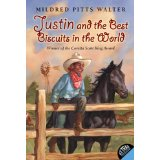 MILDRED PITTS WALTER
Justin and the Best
Biscuits in the World
Winner of the Coretta Scott King Award